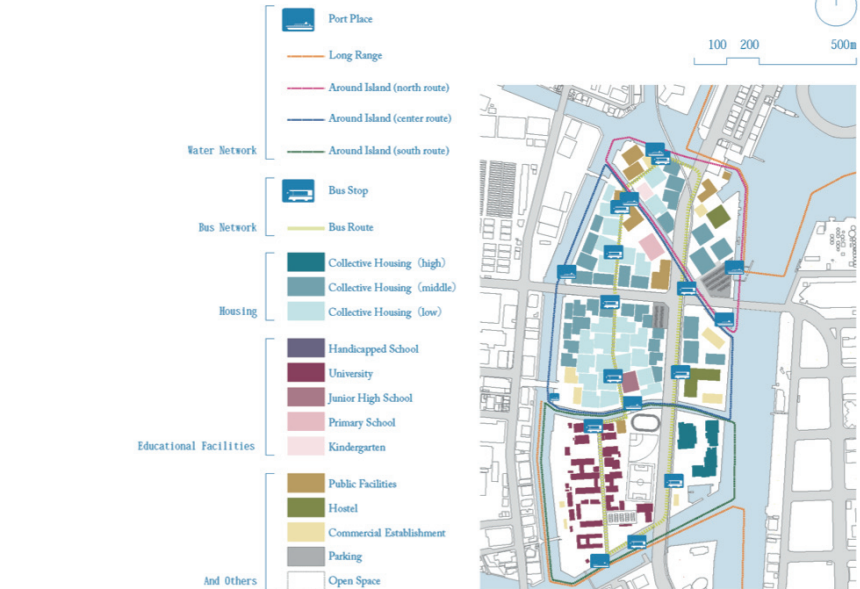 Port Place
100 200 500m
Long Range
Around Island (north route)
Around Island (center route)
Around Island (south route)
Water Network
Bus Stop
Bus Network
Bus Route
Collective Housing (high)
Collective Housing (middle)
Housing
Collective Housing (low)
Handicapped School
University
Junior High School
Primary School
Educational Facilities
Kindergarten
Public Facilities
Hostel
Commercial Establishment
Parking
And Others
Open Space